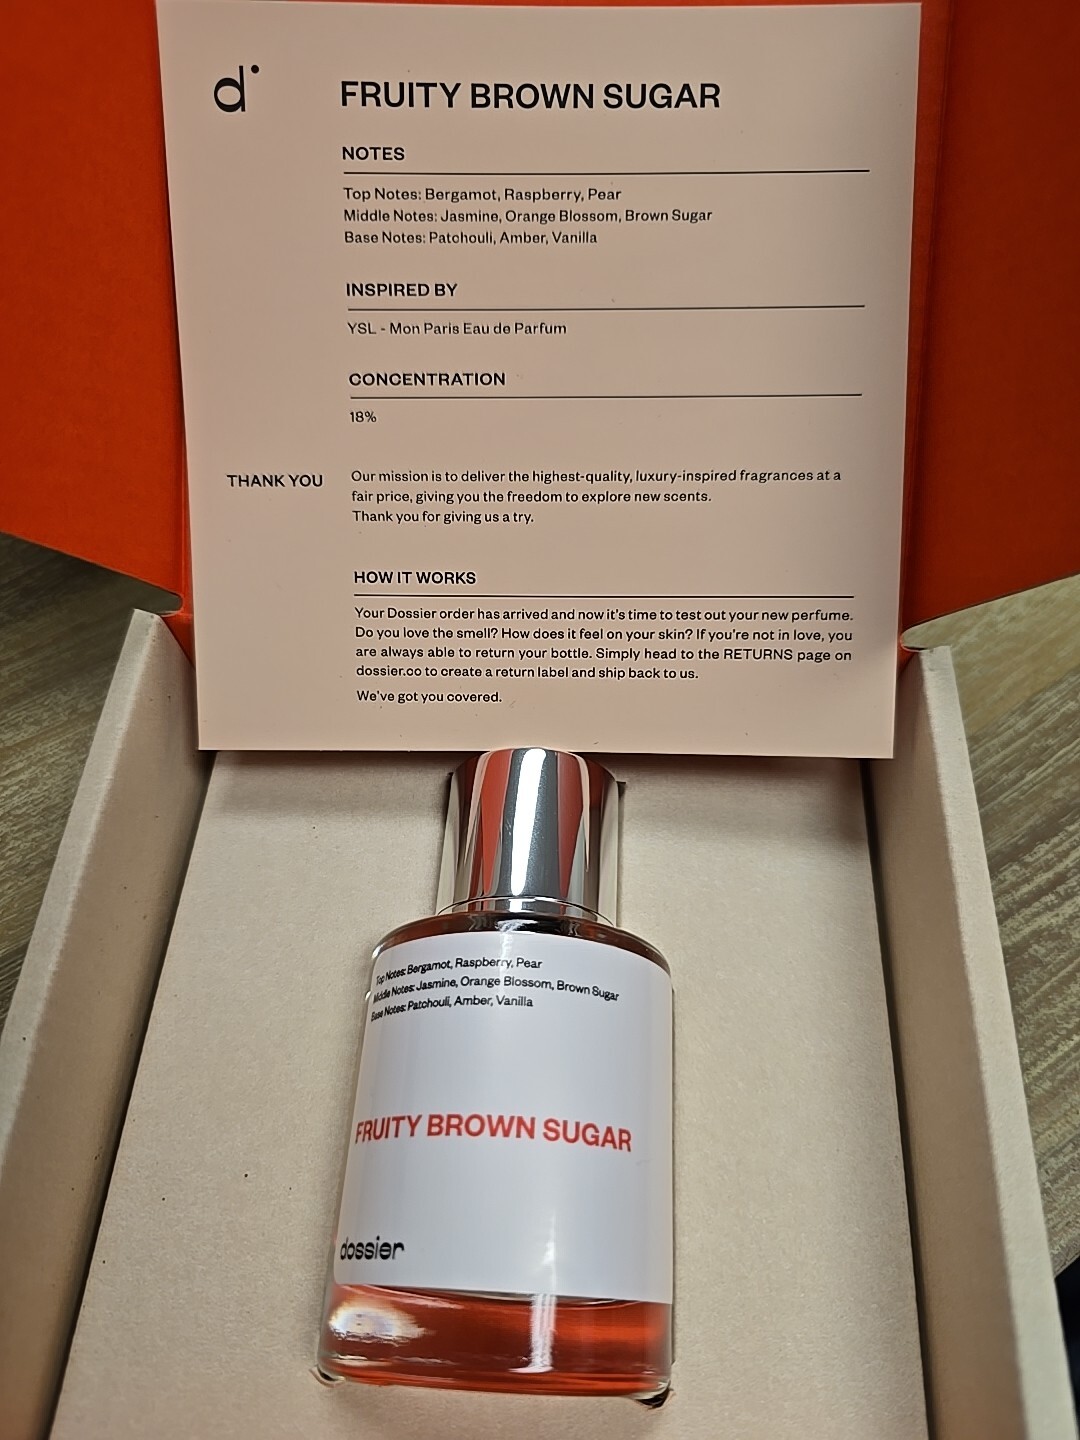 d
FRUITY BROWN SUGAR
NOTES
Top Notes: Bergamot, Raspberry, Pear
Middle Notes: Jasmine, Orange Blossom, Brown Sugar
Base Notes: Patchouli, Amber, Vanilla
INSPIRED BY
YSL - Mon Paris Eau de Parfum
CONCENTRATION
18%
THANK YOU
Our mission is to deliver the highest-quality, luxury-inspired fragrances at a
fair price, giving you the freedom to explore new scents.
Thank you for giving us a try.
HOW IT WORKS
Your Dossier order has arrived and now it's time to test out your new perfume.
Do you love the smell? How does it feel on your skin? If you're not in love, you
are always able to return your bottle. Simply head to the RETURNS page on
dossier.co to create a return label and ship back to us.
We've got you covered.
Top Notes: Bergamot, Raspberry, Pear
Middle Notes: Jasmine, Orange Blossom, Brown Sugar
Base Notes: Patchouli, Amber, Vanilla
FRUITY BROWN SUGAR
dossier